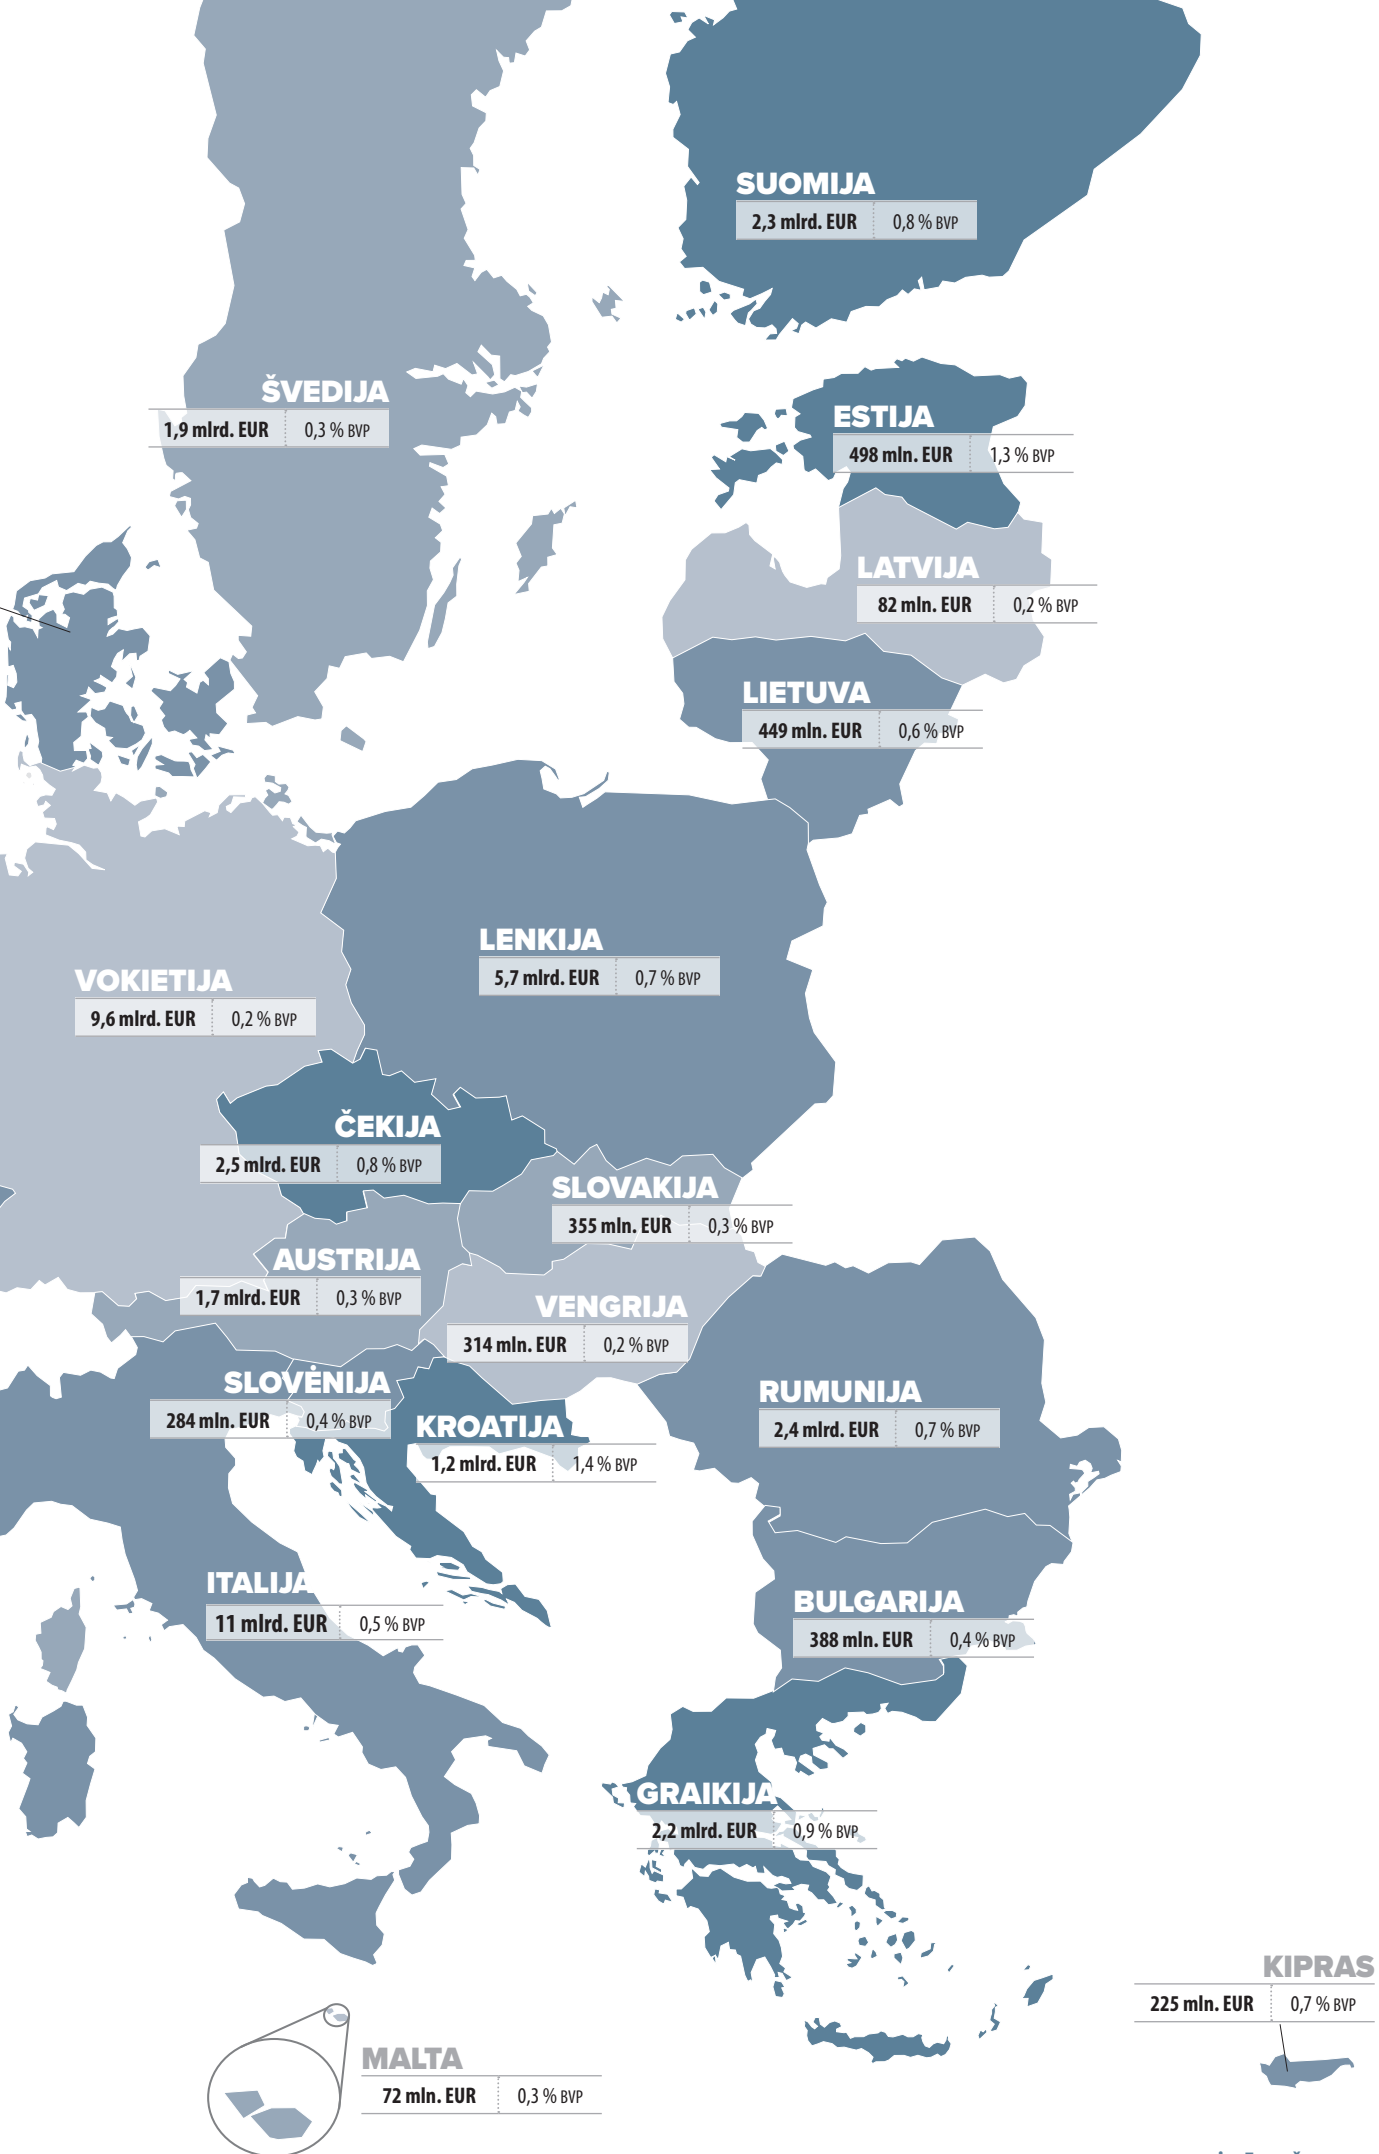 SUOMIJA
2,3 mlrd. EUR 0,8 % BVP
ŠVEDIJA
1,9 mlrd. EUR 0,3 % BVP
ESTIJA
498 mln. EUR 1,3 % BVP
LATVIJA
82 mln. EUR 0,2 % BVP
LIETUVA
449 mln. EUR 0,6 % BVP
LENKIJA
5,7 mlrd. EUR 0,7 % BVP
VOKIETIJA
9,6 mlrd. EUR 0,2 % BVP
ČEKIJA
2,5 mlrd. EUR 0,8 % BVP
SLOVAKIJA
355 mln. EUR 0,3 % BVP
AUSTRIJA
1,7 mlrd. EUR 0,3 % BVP
VENGRIJA
314 mln. EUR 0,2 % BVP
SLOVĖNIJA
284 mln. EUR 0,4 % BVP
RUMUNIJA
2,4 mlrd. EUR 0,7 % BVP
KROATIJA
1,2 mlrd. EUR 1,4 % BVP
ITALIJA
11 mlrd. EUR 0,5 % BVP
BULGARIJA
388 mln. EUR 0,4 % BVP
GRAIKIJA
2,2 mlrd. EUR 0,9 % BVP
KIPRAS
225 mln. EUR 0,7 % BVP
MALTA
72 mln. EUR 0,3 % BVP